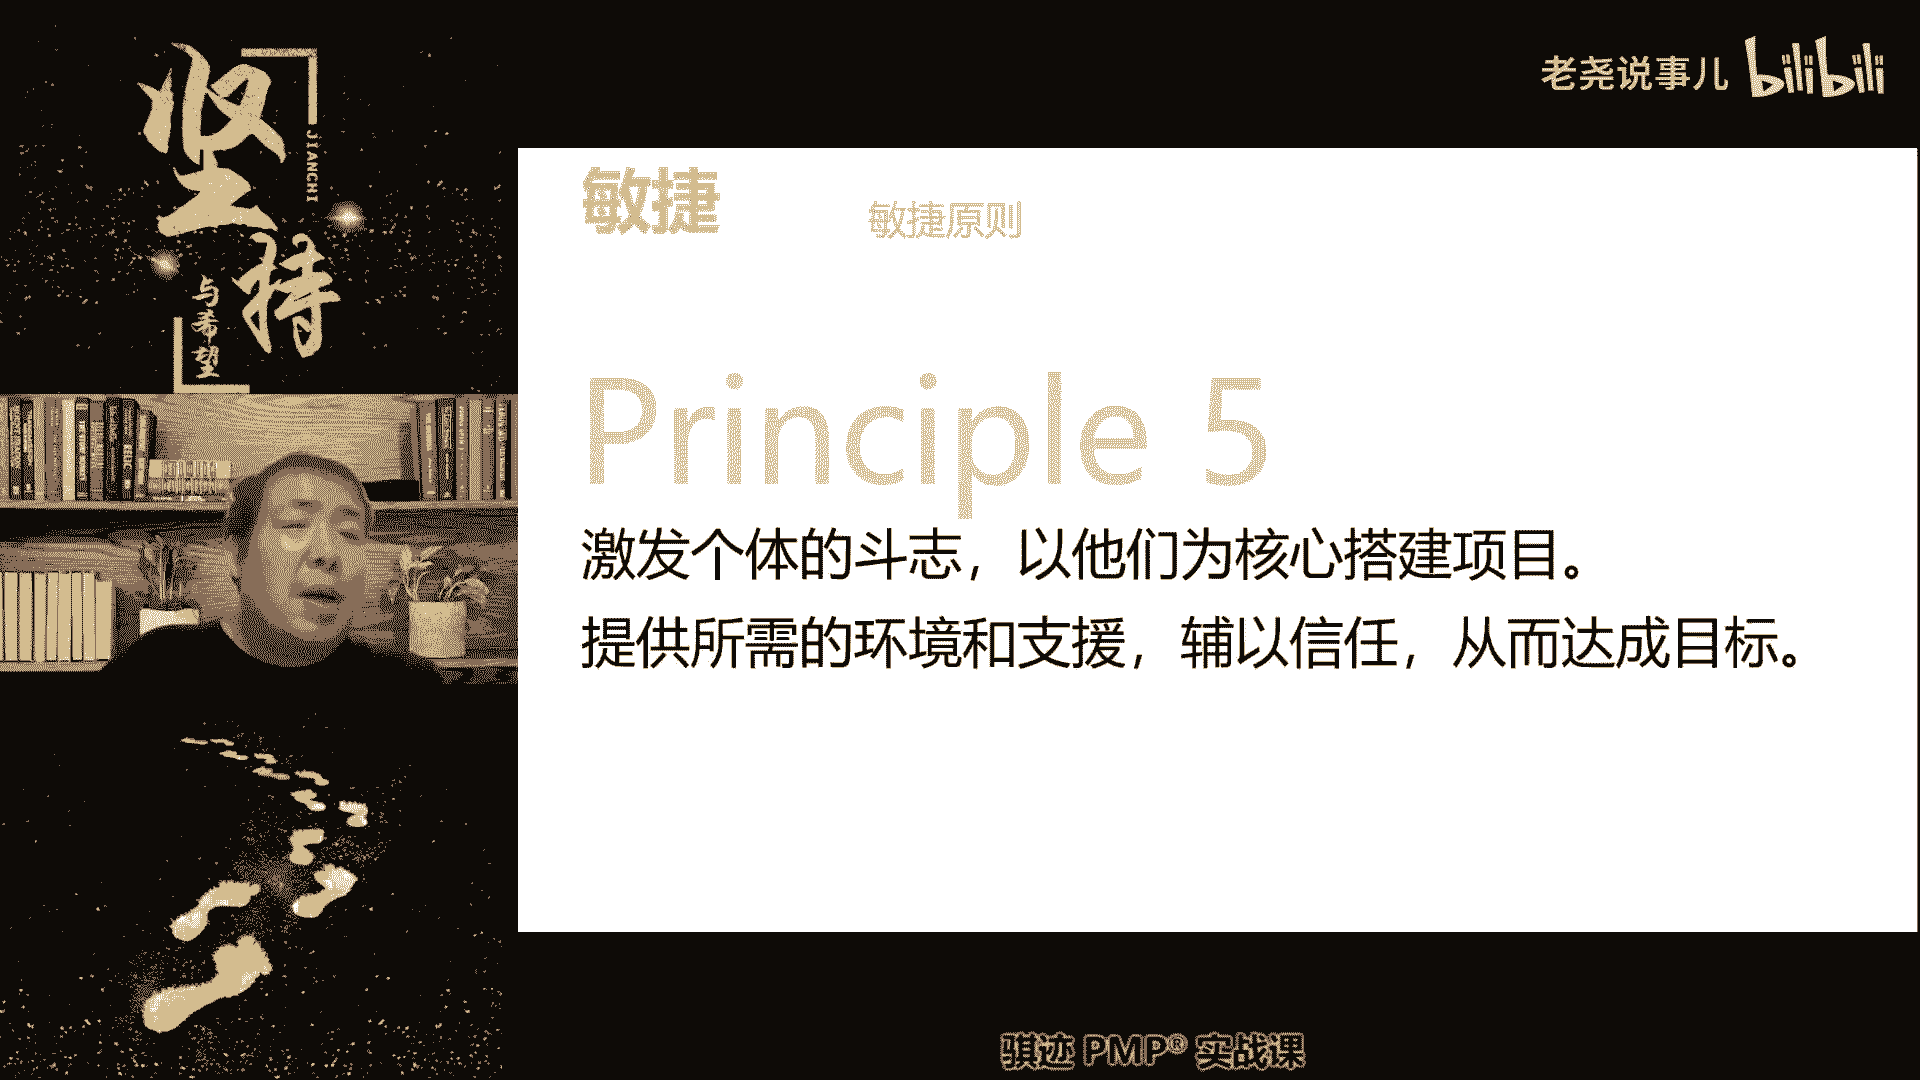 坚持
JIANCHI
与希望
老尧说事儿 bilibili
敏捷
敏捷原则
Principle 5
激发个体的斗志，以他们为核心搭建项目。
提供所需的环境和支援，辅以信任，从而达成目标。
骐迹 PMP® 实战课